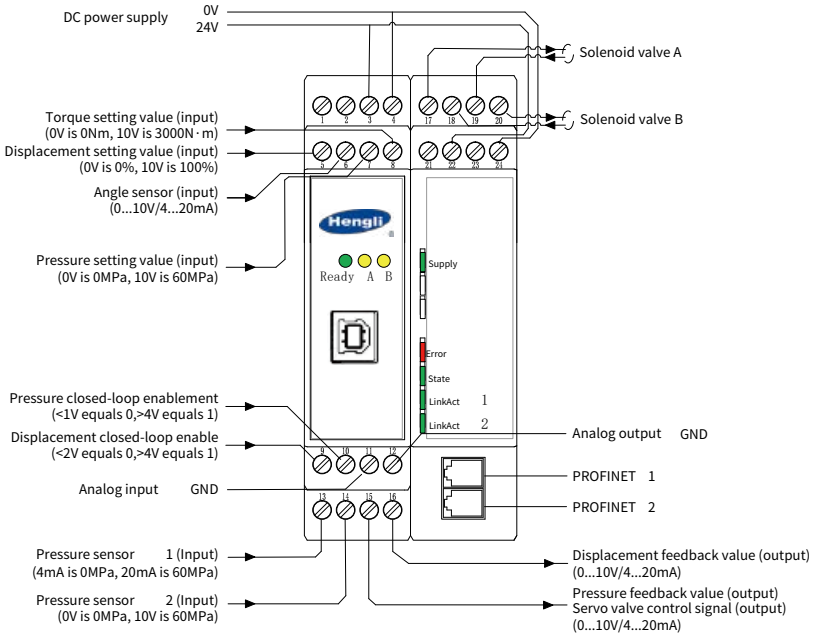 DC power supply
0V
24V
Solenoid valve A
Solenoid valve B
1 2 3 4
17 18 19 20
Torque setting value (input)
(0V is 0Nm, 10V is 3000N·m)
Displacement setting value (input)
(0V is 0%, 10V is 100%)
5 6 7 8
21 22 23 24
Angle sensor (input)
(0...10V/4...20mA)
Pressure setting value (input)
(0V is 0MPa, 10V is 60MPa)
Hengli
®
Ready A B
Supply
Error
State
LinkAct 1
LinkAct 2
Pressure closed-loop enablement
(<1V equals 0,>4V equals 1)
Displacement closed-loop enable
(<2V equals 0,>4V equals 1)
Analog input GND
9 10 11 12
Analog output GND
PROFINET 1
PROFINET 2
13 14 15 16
Pressure sensor 1 (Input)
(4mA is 0MPa, 20mA is 60MPa)
Pressure sensor 2 (Input)
(0V is 0MPa, 10V is 60MPa)
Displacement feedback value (output)
(0...10V/4...20mA)
Pressure feedback value (output)
Servo valve control signal (output)
(0...10V/4...20mA)